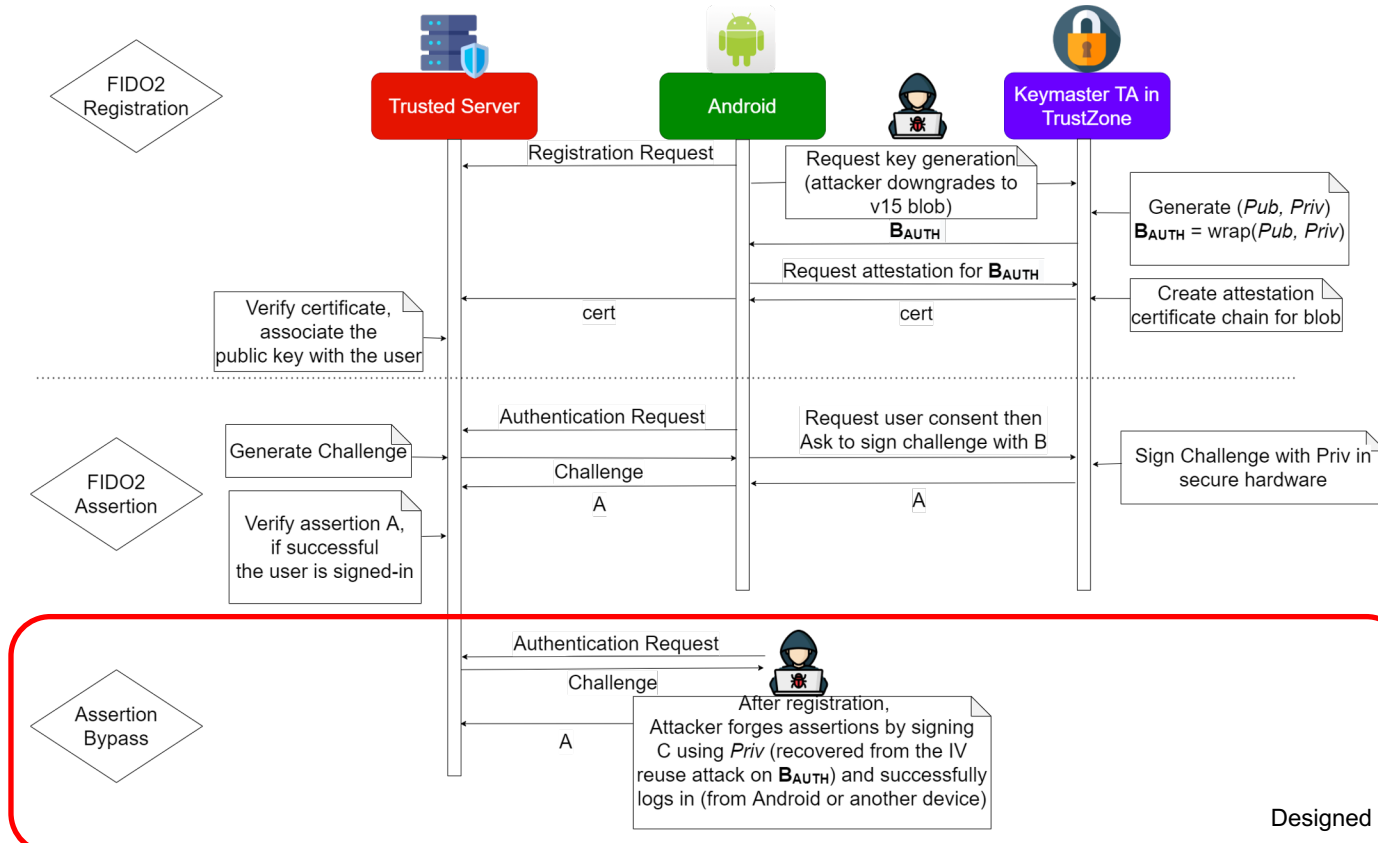 FIDO2
Registration
Trusted Server
Android
Keymaster TA in
TrustZone
Registration Request
Request key generation
(attacker downgrades to
v15 blob)
Generate (Pub, Priv)
BAUTH = wrap(Pub, Priv)
BAUTH
Request attestation for BAUTH
Create attestation
certificate chain for blob
cert
cert
Verify certificate,
associate the
public key with the user
FIDO2
Assertion
Authentication Request
Request user consent then
Ask to sign challenge with B
Generate Challenge
Challenge
Sign Challenge with Priv in
secure hardware
A
A
Verify assertion A,
if successful
the user is signed-in
Assertion
Bypass
Authentication Request
Challenge
A
After registration,
Attacker forges assertions by signing
C using Priv (recovered from the IV
reuse attack on BAUTH) and successfully
logs in (from Android or another device)
Designed